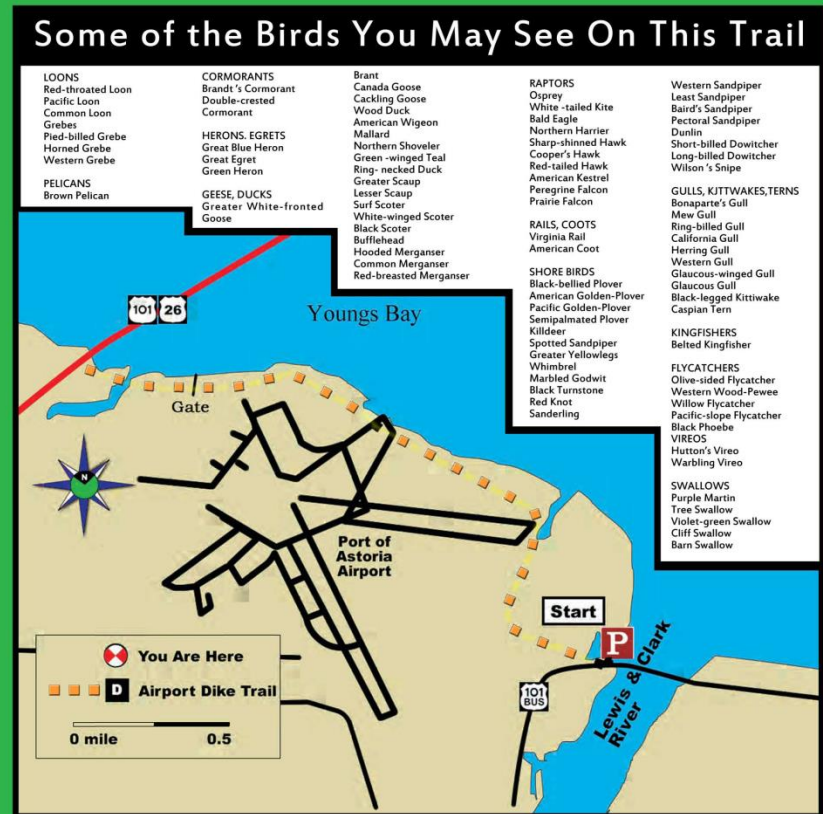 Some of the Birds You May See On This Trail
LOONS
Red-throated Loon
Pacific Loon
Common Loon
Grebes
Pied-billed Grebe
Horned Grebe
Western Grebe
PELICANS
Brown Pelican
CORMORANTS
Brandt 's Cormorant
Double-crested
Cormorant
HERONS. EGRETS
Great Blue Heron
Great Egret
Green Heron
GEESE, DUCKS
Greater White-fronted
Goose
Brant
Canada Goose
Cackling Goose
Wood Duck
American Wigeon
Mallard
Northern Shoveler
Green -winged Teal
Ring- necked Duck
Greater Scaup
Lesser Scaup
Surf Scoter
White-winged Scoter
Black Scoter
Bufflehead
Hooded Merganser
Common Merganser
Red-breasted Merganser
RAPTORS
Osprey
White -tailed Kite
Bald Eagle
Northern Harrier
Sharp-shinned Hawk
Cooper's Hawk
Red-tailed Hawk
American Kestrel
Peregrine Falcon
Prairie Falcon
RAILS, COOTS
Virginia Rail
American Coot
SHORE BIRDS
Black-bellied Plover
American Golden-Plover
Pacific Golden-Plover
Semipalmated Plover
Killdeer
Spotted Sandpiper
Greater Yellowlegs
Whimbrel
Marbled Godwit
Black Turnstone
Red Knot
Sanderling
Western Sandpiper
Least Sandpiper
Baird's Sandpiper
Pectoral Sandpiper
Dunlin
Short-billed Dowitcher
Long-billed Dowitcher
Wilson 's Snipe
GULLS, KJTTWAKES,TERNS
Bonaparte's Gull
Mew Gull
Ring-billed Gull
California Gull
Herring Gull
Western Gull
Glaucous-winged Gull
Glaucous Gull
Black-legged Kittiwake
Caspian Tern
KINGFISHERS
Belted Kingfisher
FLYCATCHERS
Olive-sided Flycatcher
Western Wood-Pewee
Willow Flycatcher
Pacific-slope Flycatcher
Black Phoebe
VIREOS
Hutton's Vireo
Warbling Vireo
SWALLOWS
Purple Martin
Tree Swallow
Violet-green Swallow
Cliff Swallow
Barn Swallow
101 26
Youngs Bay
Gate
N
Port of
Astoria
Airport
Start
P
101
BUS
Lewis & Clark
River
You Are Here
D Airport Dike Trail
0 mile 0.5